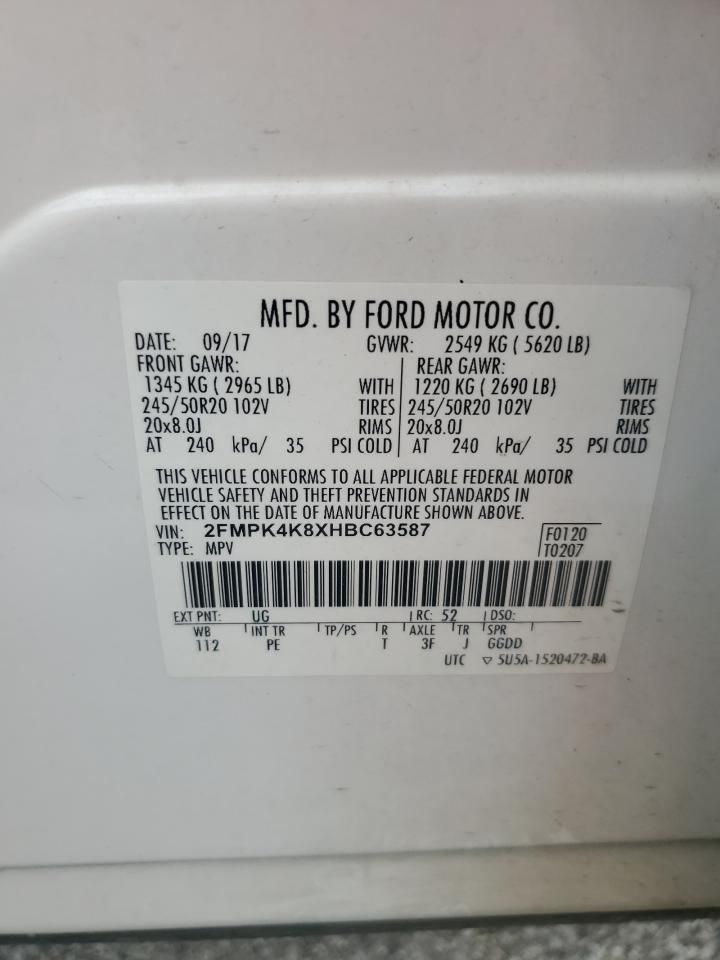 MFD. BY FORD MOTOR CO.
DATE: 09/17 GVWR: 2549 KG ( 5620 LB)
FRONT GAWR: REAR GAWR:
1345 KG ( 2965 LB) WITH 1220 KG ( 2690 LB) WITH
245/50R20 102V TIRES 245/50R20 102V TIRES
20x8.0J RIMS 20x8.0J RIMS
AT 240 kPa/ 35 PSI COLD AT 240 kPa/ 35 PSI COLD
THIS VEHICLE CONFORMS TO ALL APPLICABLE FEDERAL MOTOR
VEHICLE SAFETY AND THEFT PREVENTION STANDARDS IN
EFFECT ON THE DATE OF MANUFACTURE SHOWN ABOVE.
VIN: 2FMPK4K8XHBC63587 F0120
TYPE: MPV T0207
EXT PNT: UG RC: 52 DSO:
WB INT TR TP/PS R AXLE TR SPR
112 PE T 3F J GGDD
UTC ▽ 5U5A-1520472-BA